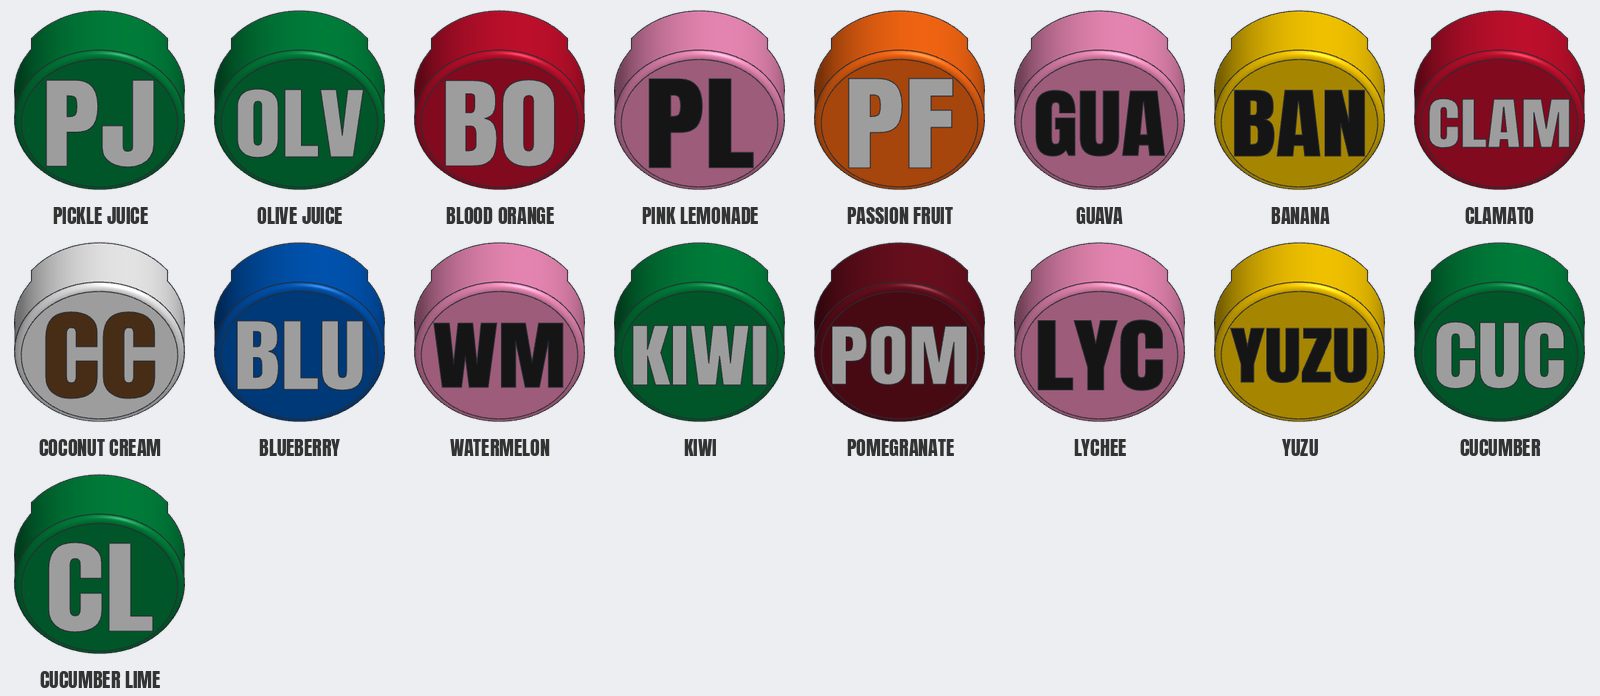 PJ OLV BO PL PF GUA BAN CLAM
PICKLE JUICE OLIVE JUICE BLOOD ORANGE PINK LEMONADE PASSION FRUIT GUAVA BANANA CLAMATO
CC BLU WM KIWI POM LYC YUZU CUC
COCONUT CREAM BLUEBERRY WATERMELON KIWI POMEGRANATE LYCHEE YUZU CUCUMBER
CL
CUCUMBER LIME